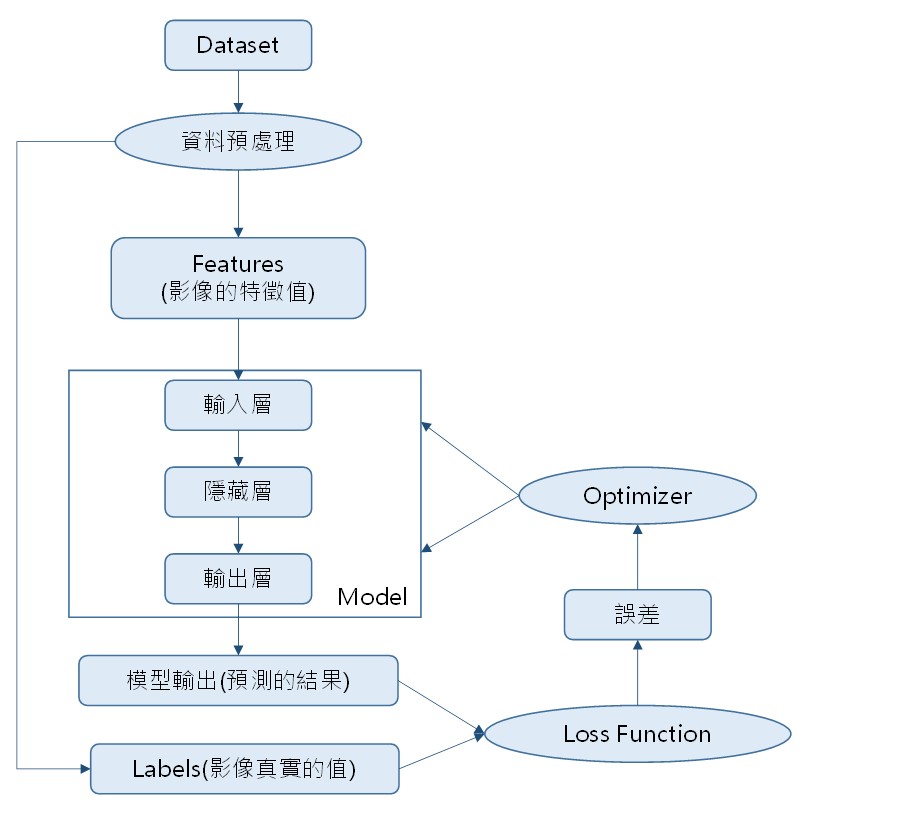 Dataset
資料預處理
Features
(影像的特徵值)
輸入層
隱藏層
輸出層
Model
Optimizer
誤差
模型輸出(預測的結果)
Loss Function
Labels(影像真實的值)